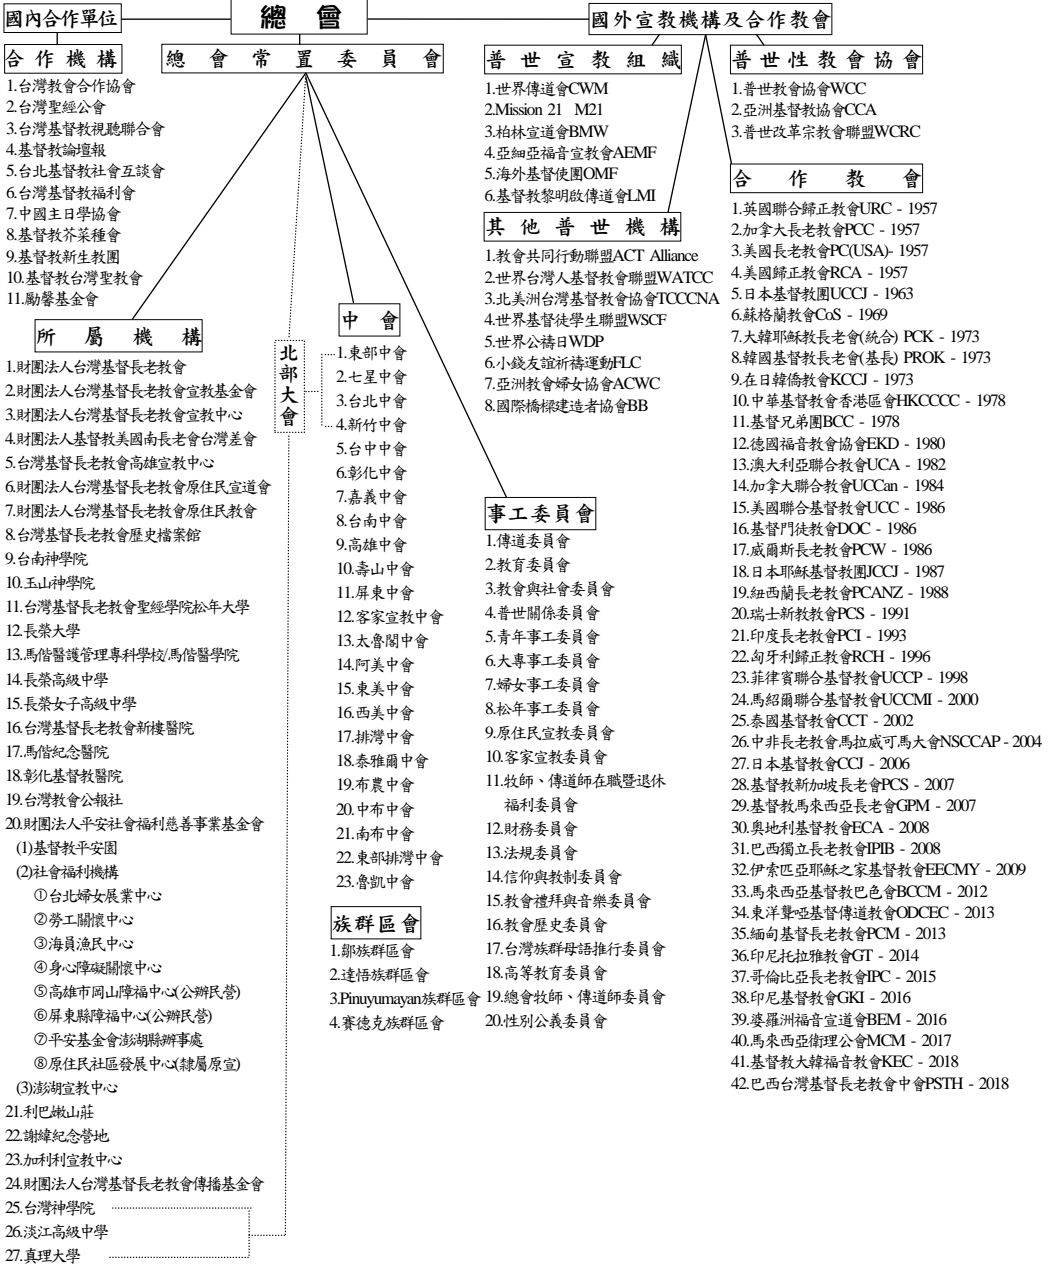 國內合作單位
總會
國外宣教機構及合作教會
合作機構
1.台灣教會合作協會
2.台灣聖經公會
3.台灣基督教視聽聯合會
4.基督教論壇報
5.台北基督教社會互談會
6.台灣基督教福利會
7.中國主日學協會
8.基督教芥菜種會
9.基督教新生教團
10.基督教台灣聖教會
11.勵馨基金會
總會常置委員會
所屬機構
1.財團法人台灣基督長老教會
2.財團法人台灣基督長老教會宣教基金會
3.財團法人台灣基督長老教會宣教中心
4.財團法人基督教美國南長老會台灣差會
5.台灣基督長老教會高雄宣教中心
6.財團法人台灣基督長老教會原住民宣道會
7.財團法人台灣基督長老教會原住民教會
8.台灣基督長老教會歷史檔案館
9.台南神學院
10.玉山神學院
11.台灣基督長老教會聖經學院松年大學
12.長榮大學
13.馬偕醫護管理專科學校/馬偕醫學院
14.長榮高級中學
15.長榮女子高級中學
16.台灣基督長老教會新樓醫院
17.馬偕紀念醫院
18.彰化基督教醫院
19.台灣教會公報社
20.財團法人平安社會福利慈善事業基金會
(1)基督教平安園
(2)社會福利機構
①台北婦女展業中心
②勞工關懷中心
③海員漁民中心
④身心障礙關懷中心
⑤高雄市岡山障福中心(公辦民營)
⑥屏東縣障福中心(公辦民營)
⑦平安基金會澎湖縣辦事處
⑧原住民社區發展中心(隸屬原宣)
(3)澎湖宣教中心
21.利巴嫩山莊
22.謝緯紀念營地
23.加利利宣教中心
24.財團法人台灣基督長老教會傳播基金會
25.台灣神學院
26.淡江高級中學
27.真理大學
北部大會
中會
1.東部中會
2.七星中會
3.台北中會
4.新竹中會
5.台中中會
6.彰化中會
7.嘉義中會
8.台南中會
9.高雄中會
10.壽山中會
11.屏東中會
12.客家宣教中會
13.太魯閣中會
14.阿美中會
15.東美中會
16.西美中會
17.排灣中會
18.泰雅爾中會
19.布農中會
20.中布中會
21.南布中會
22.東部排灣中會
23.魯凱中會
族群區會
1.鄒族群區會
2.達悟族群區會
3.Pinuyumayan族群區會
4.賽德克族群區會
普世宣教組織
1.世界傳道會CWM
2.Mission 21 M21
3.柏林宣道會BMW
4.亞細亞福音宣教會AEMF
5.海外基督使團OMF
6.基督教黎明啟傳道會LMI
其他普世機構
1.教會共同行動聯盟ACT Alliance
2.世界台灣人基督教會聯盟WATCC
3.北美洲台灣基督教會協會TCCCNA
4.世界基督徒學生聯盟WSCF
5.世界公禱日WDP
6.小錢友誼祈禱運動FLC
7.亞洲教會婦女協會ACWC
8.國際橋樑建造者協會BB
事工委員會
1.傳道委員會
2.教育委員會
3.教會與社會委員會
4.普世關係委員會
5.青年事工委員會
6.大專事工委員會
7.婦女事工委員會
8.松年事工委員會
9.原住民宣教委員會
10.客家宣教委員會
11.牧師、傳道師在職暨退休
福利委員會
12.財務委員會
13.法規委員會
14.信仰與教制委員會
15.教會禮拜與音樂委員會
16.教會歷史委員會
17.台灣族群母語推行委員會
18.高等教育委員會
19.總會牧師、傳道師委員會
20.性別公義委員會
普世性教會協會
1.普世教會協會WCC
2.亞洲基督教協會CCA
3.普世改革宗教會聯盟WCRC
合作教會
1.英國聯合歸正教會URC - 1957
2.加拿大長老教會PCC - 1957
3.美國長老教會PC(USA)- 1957
4.美國歸正教會RCA - 1957
5.日本基督教團UCCJ - 1963
6.蘇格蘭教會CoS - 1969
7.大韓耶穌教長老會(統合) PCK - 1973
8.韓國基督教長老會(基長) PROK - 1973
9.在日韓僑教會KCCJ - 1973
10.中華基督教會香港區會HKCCCC - 1978
11.基督兄弟團BCC - 1978
12.德國福音教會協會EKD - 1980
13.澳大利亞聯合教會UCA - 1982
14.加拿大聯合教會UCCan - 1984
15.美國聯合基督教會UCC - 1986
16.基督門徒教會DOC - 1986
17.威爾斯長老教會PCW - 1986
18.日本耶穌基督教團JCCJ - 1987
19.紐西蘭長老教會PCANZ - 1988
20.瑞士新教教會PCS - 1991
21.印度長老教會PCI - 1993
22.匈牙利歸正教會RCH - 1996
23.菲律賓聯合基督教會UCCP - 1998
24.馬紹爾聯合基督教會UCCMI - 2000
25.泰國基督教會CCT - 2002
26.中非長老教會馬拉威可馬大會NSCCAP - 2004
27.日本基督教會CCJ - 2006
28.基督教新加坡長老會PCS - 2007
29.基督教馬來西亞長老會GPM - 2007
30.奧地利基督教會ECA - 2008
31.巴西獨立長老教會IPIB - 2008
32.伊索匹亞耶穌之家基督教會EECMY - 2009
33.馬來西亞基督教巴色會BCCM - 2012
34.東洋聾啞基督傳道教會ODCEC - 2013
35.緬甸基督長老教會PCM - 2013
36.印尼托拉雅教會GT - 2014
37.哥倫比亞長老教會IPC - 2015
38.印尼基督教會GKI - 2016
39.婆羅洲福音宣道會BEM - 2016
40.馬來西亞衛理公會MCM - 2017
41.基督教大韓福音教會KEC - 2018
42.巴西台灣基督長老教會中會PSTH - 2018